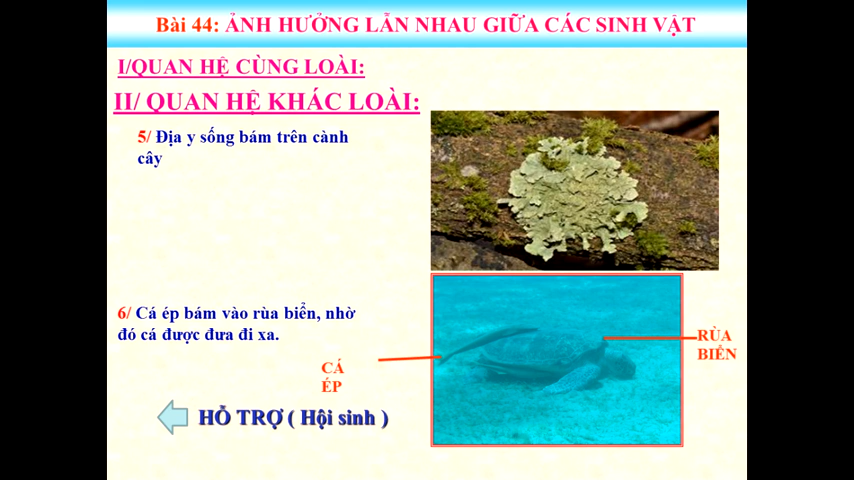 Bài 44: ẢNH HƯỞNG LẪN NHAU GIỮA CÁC SINH VẬT
I/QUAN HỆ CÙNG LOÀI:
II/ QUAN HỆ KHÁC LOÀI:
5/ Địa y sống bám trên cành
cây
6/ Cá ép bám vào rùa biển, nhờ
đó cá được đưa đi xa.
RÙA
BIỂN
CÁ
ÉP
HỖ TRỢ ( Hội sinh )